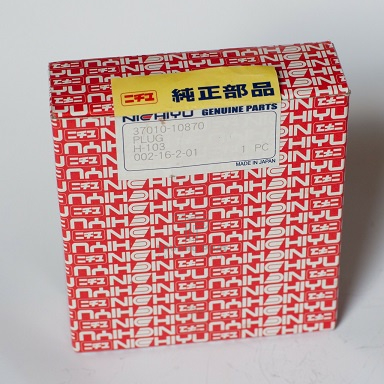 ニチユ 純正部品
NICHIYU GENUINE PARTS
37010-10870
PLUG
H-103
002-16-2-01 1 PC
MADE IN JAPAN